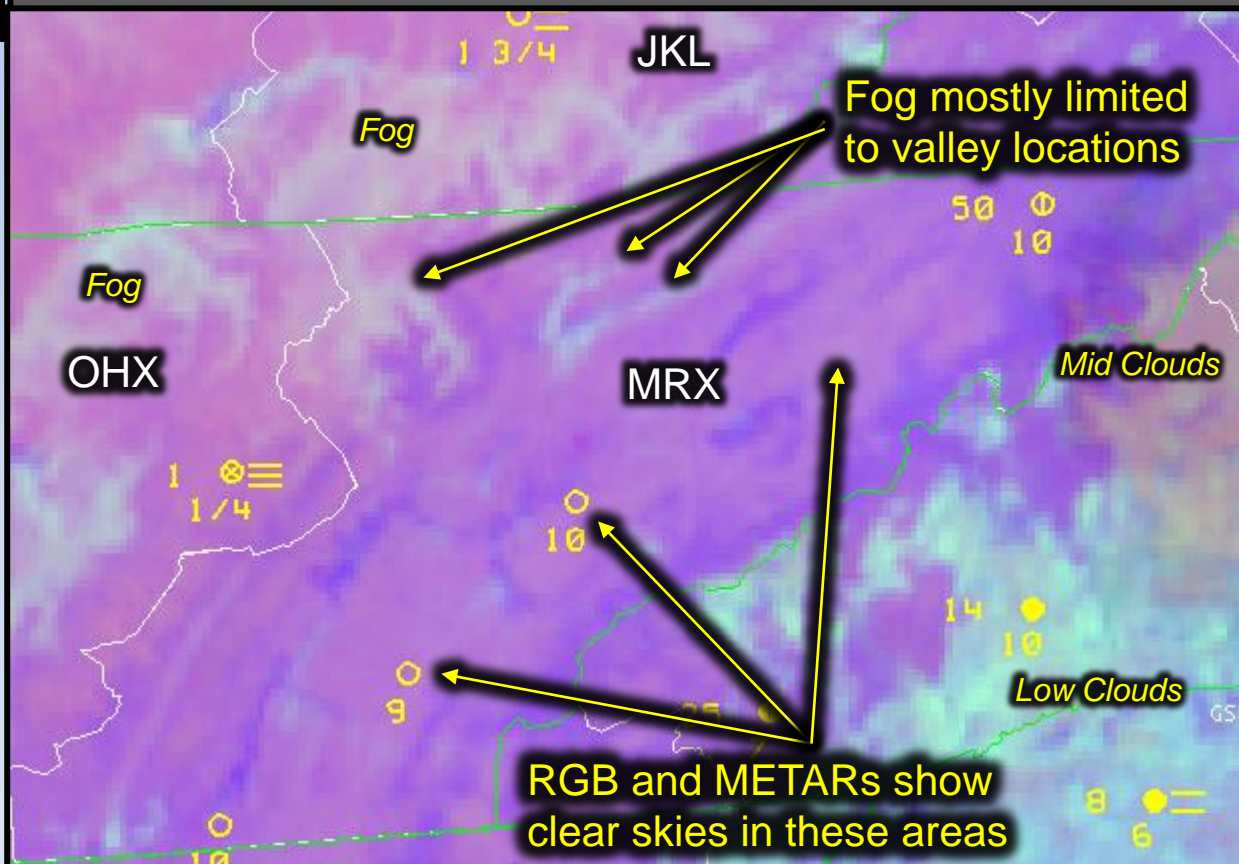 1 3/4
JKL
Fog mostly limited
to valley locations
Fog
50
10
Fog
OHX
MRX
Mid Clouds
1
1/4
10
14
10
Low Clouds
9
RGB and METARs show
clear skies in these areas
8
6
10